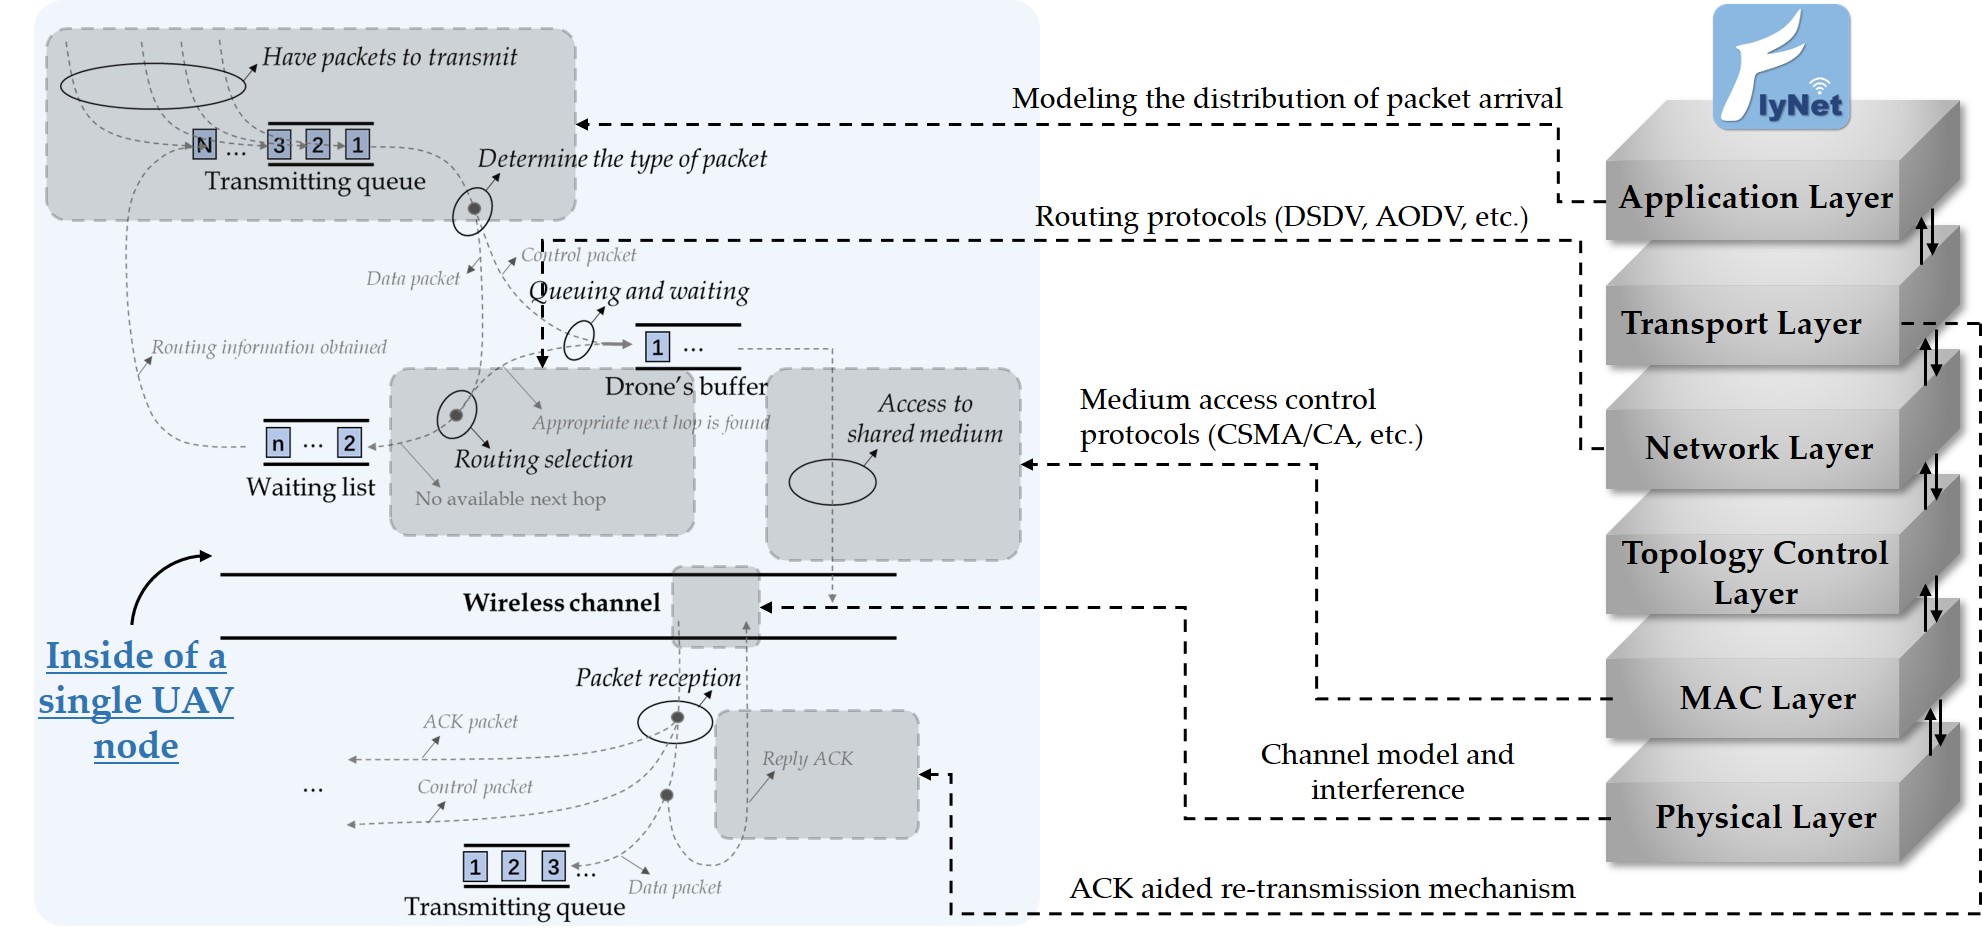 Have packets to transmit
N ... 3 2 1
Transmitting queue
Determine the type of packet
Data packet
Control packet
Queuing and waiting
1 ...
Drone's buffer
Routing information obtained
Appropriate next hop is found
n ... 2
Waiting list
Routing selection
No available next hop
Access to
shared medium
Wireless channel
Inside of a
single UAV
node
Packet reception
ACK packet
Control packet
...
Reply ACK
1 2 3 ...
Data packet
Transmitting queue
Modeling the distribution of packet arrival
Routing protocols (DSDV, AODV, etc.)
Medium access control
protocols (CSMA/CA, etc.)
Channel model and
interference
ACK aided re-transmission mechanism
FlyNet
Application Layer
Transport Layer
Network Layer
Topology Control
Layer
MAC Layer
Physical Layer